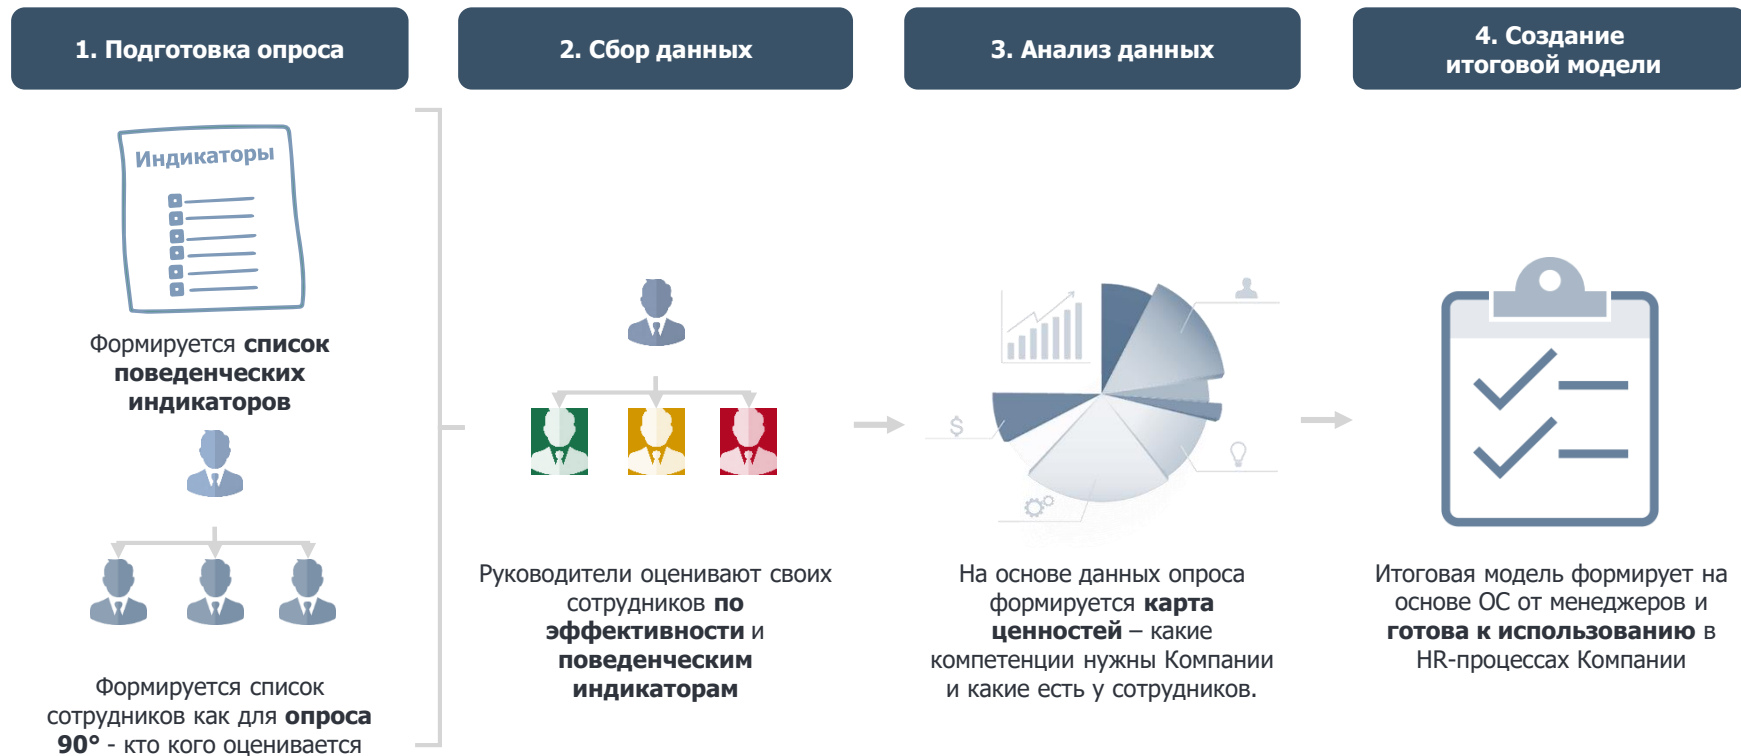 1. Подготовка опроса
Индикаторы
Формируется список
поведенческих
индикаторов
Формируется список
сотрудников как для опроса
90° - кто кого оценивается
2. Сбор данных
Руководители оценивают своих
сотрудников по
эффективности и
поведенческим
индикаторам
3. Анализ данных
$
На основе данных опроса
формируется карта
ценностей – какие
компетенции нужны Компании
и какие есть у сотрудников.
4. Создание
итоговой модели
Итоговая модель формирует на
основе ОС от менеджеров и
готова к использованию в
HR-процессах Компании